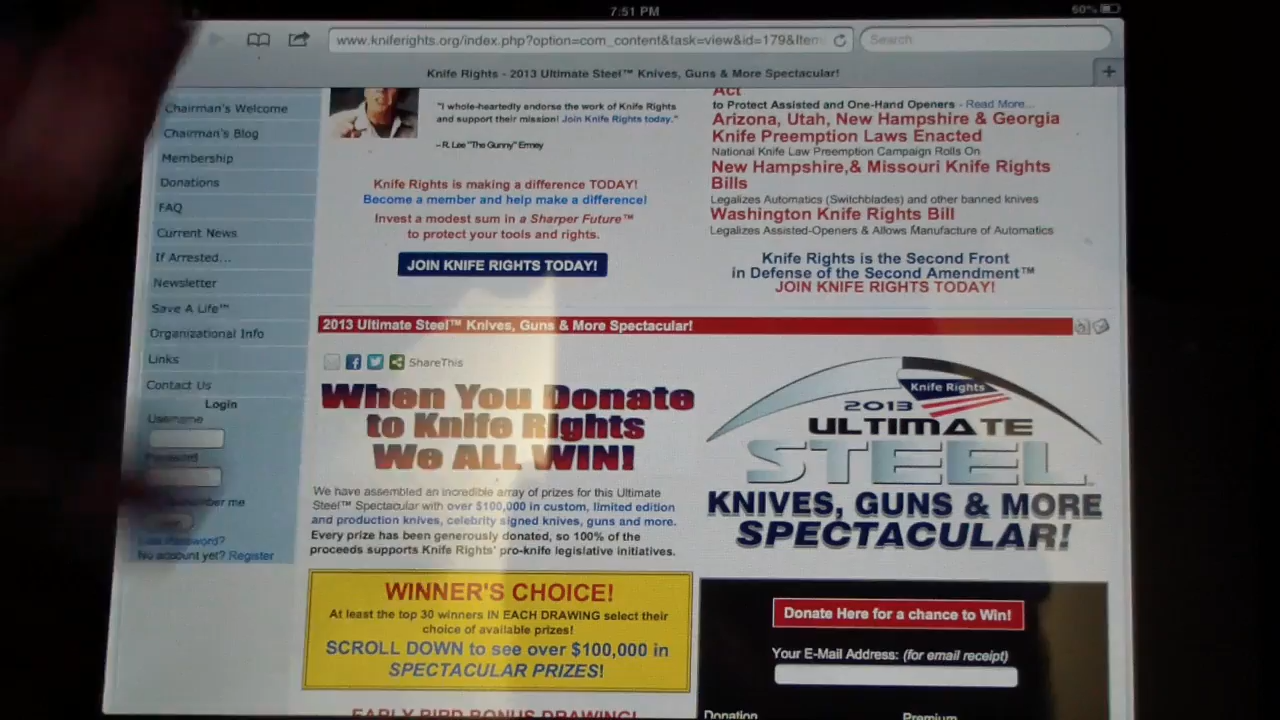 7:51 PM
60%
www.kniferights.org/index.php?option=com_content&task=view&id=179&Item
Search
Knife Rights - 2013 Ultimate Steel™ Knives, Guns & More Spectacular!
Chairman's Welcome
Chairman's Blog
Membership
Donations
FAQ
Current News
If Arrested...
Newsletter
Save A Life™
Organizational Info
Links
Contact Us
Login
Username
Password
member me
Password?
No account yet? Register
"I whole-heartedly endorse the work of Knife Rights
and support their mission! Join Knife Rights today."
– R. Lee "The Gunny" Ermey
Knife Rights is making a difference TODAY!
Become a member and help make a difference!
Invest a modest sum in a Sharper Future™
to protect your tools and rights.
JOIN KNIFE RIGHTS TODAY!
Act
to Protect Assisted and One-Hand Openers - Read More...
Arizona, Utah, New Hampshire & Georgia
Knife Preemption Laws Enacted
National Knife Law Preemption Campaign Rolls On
New Hampshire,& Missouri Knife Rights
Bills
Legalizes Automatics (Switchblades) and other banned knives
Washington Knife Rights Bill
Legalizes Assisted-Openers & Allows Manufacture of Automatics
Knife Rights is the Second Front
in Defense of the Second Amendment™
JOIN KNIFE RIGHTS TODAY!
2013 Ultimate Steel™ Knives, Guns & More Spectacular!
ShareThis
When You Donate
to Knife Rights
We ALL WIN!
We have assembled an incredible array of prizes for this Ultimate
Steel™ Spectacular with over $100,000 in custom, limited edition
and production knives, celebrity signed knives, guns and more.
Every prize has been generously donated, so 100% of the
proceeds supports Knife Rights' pro-knife legislative initiatives.
WINNER'S CHOICE!
At least the top 30 winners IN EACH DRAWING select their
choice of available prizes!
SCROLL DOWN to see over $100,000 in
SPECTACULAR PRIZES!
EARLY BIRD BONUS DRAWING!
Knife Rights
2013
ULTIMATE
STEEL™
KNIVES, GUNS & MORE
SPECTACULAR!
Donate Here for a chance to Win!
Your E-Mail Address: (for email receipt)
Donation Premium